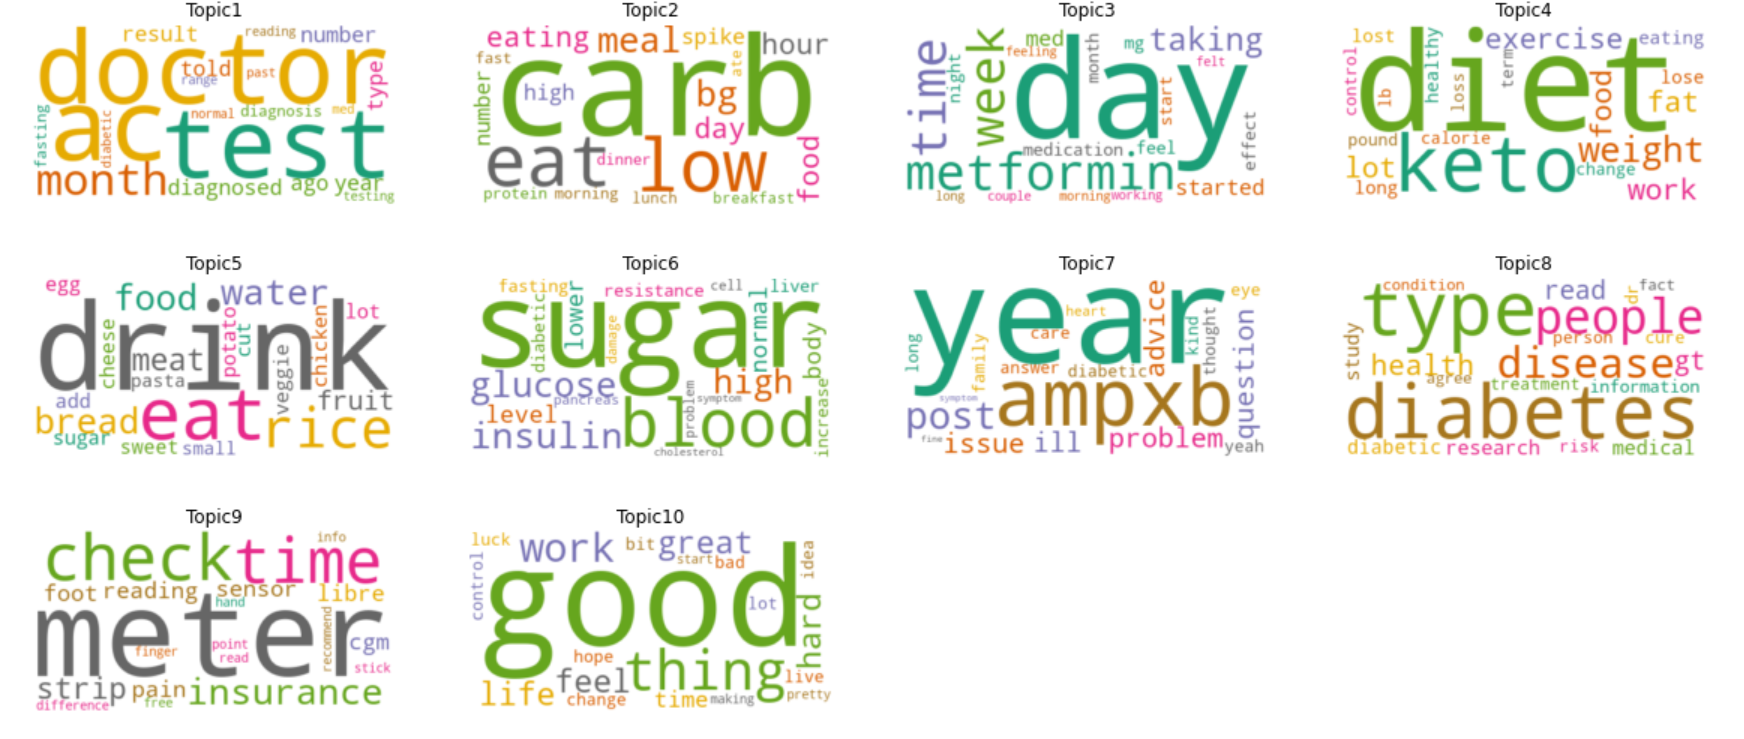 Topic1
result reading number
doctor
told past range type
ac test
fasting diabetic normal diagnosis med
month diagnosed ago year
testing
Topic2
eating meal spike hour
fast ate
carb
number high bg
day
eat dinner low food
protein morning lunch breakfast
Topic3
time night week med feeling month mg taking
felt
day
start effect
medication feel
metformin started
long couple morning working
Topic4
lost healthy exercise eating
control lb loss term lose
diet
food fat
pound calorie weight
lot keto change
long work
Topic5
egg food water lot
drink
cheese meat potato cut chicken
pasta veggie
add fruit
bread eat rice
sugar sweet small
Topic6
fasting lower resistance cell liver
diabetic damage normal body
sugar
glucose high
pancreas problem symptom
level
insulin blood increase
cholesterol
Topic7
year
heart advice eye
long family care kind thought
answer diabetic question
symptom
post ampxb
fine issue ill problem yeah
Topic8
condition read dr fact
type people
study person cure
health disease gt
agree treatment information
diabetes
diabetic research risk medical
Topic9
info
check time
foot reading sensor libre
hand
meter
finger point recommend cgm
read stick
strip pain insurance
difference free
Topic10
luck work bit great idea
start bad
control
good
lot hard
hope
feel thing live
life change time making pretty